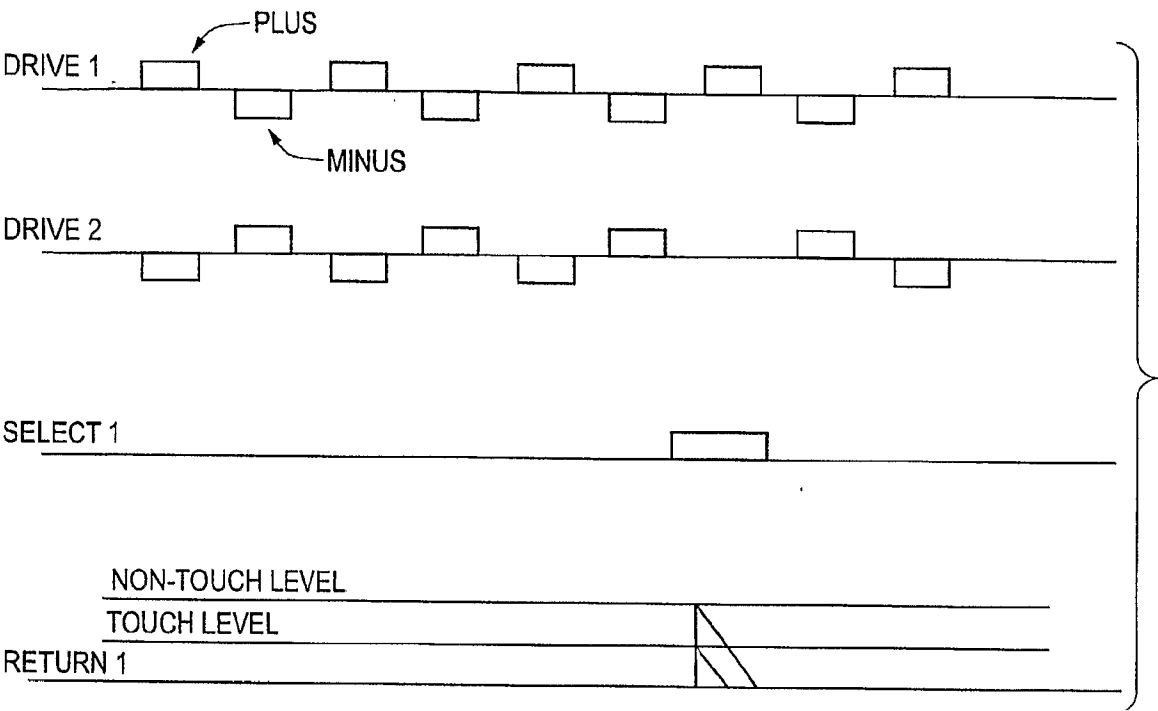 PLUS
DRIVE 1
MINUS
DRIVE 2
SELECT 1
NON-TOUCH LEVEL
TOUCH LEVEL
RETURN 1